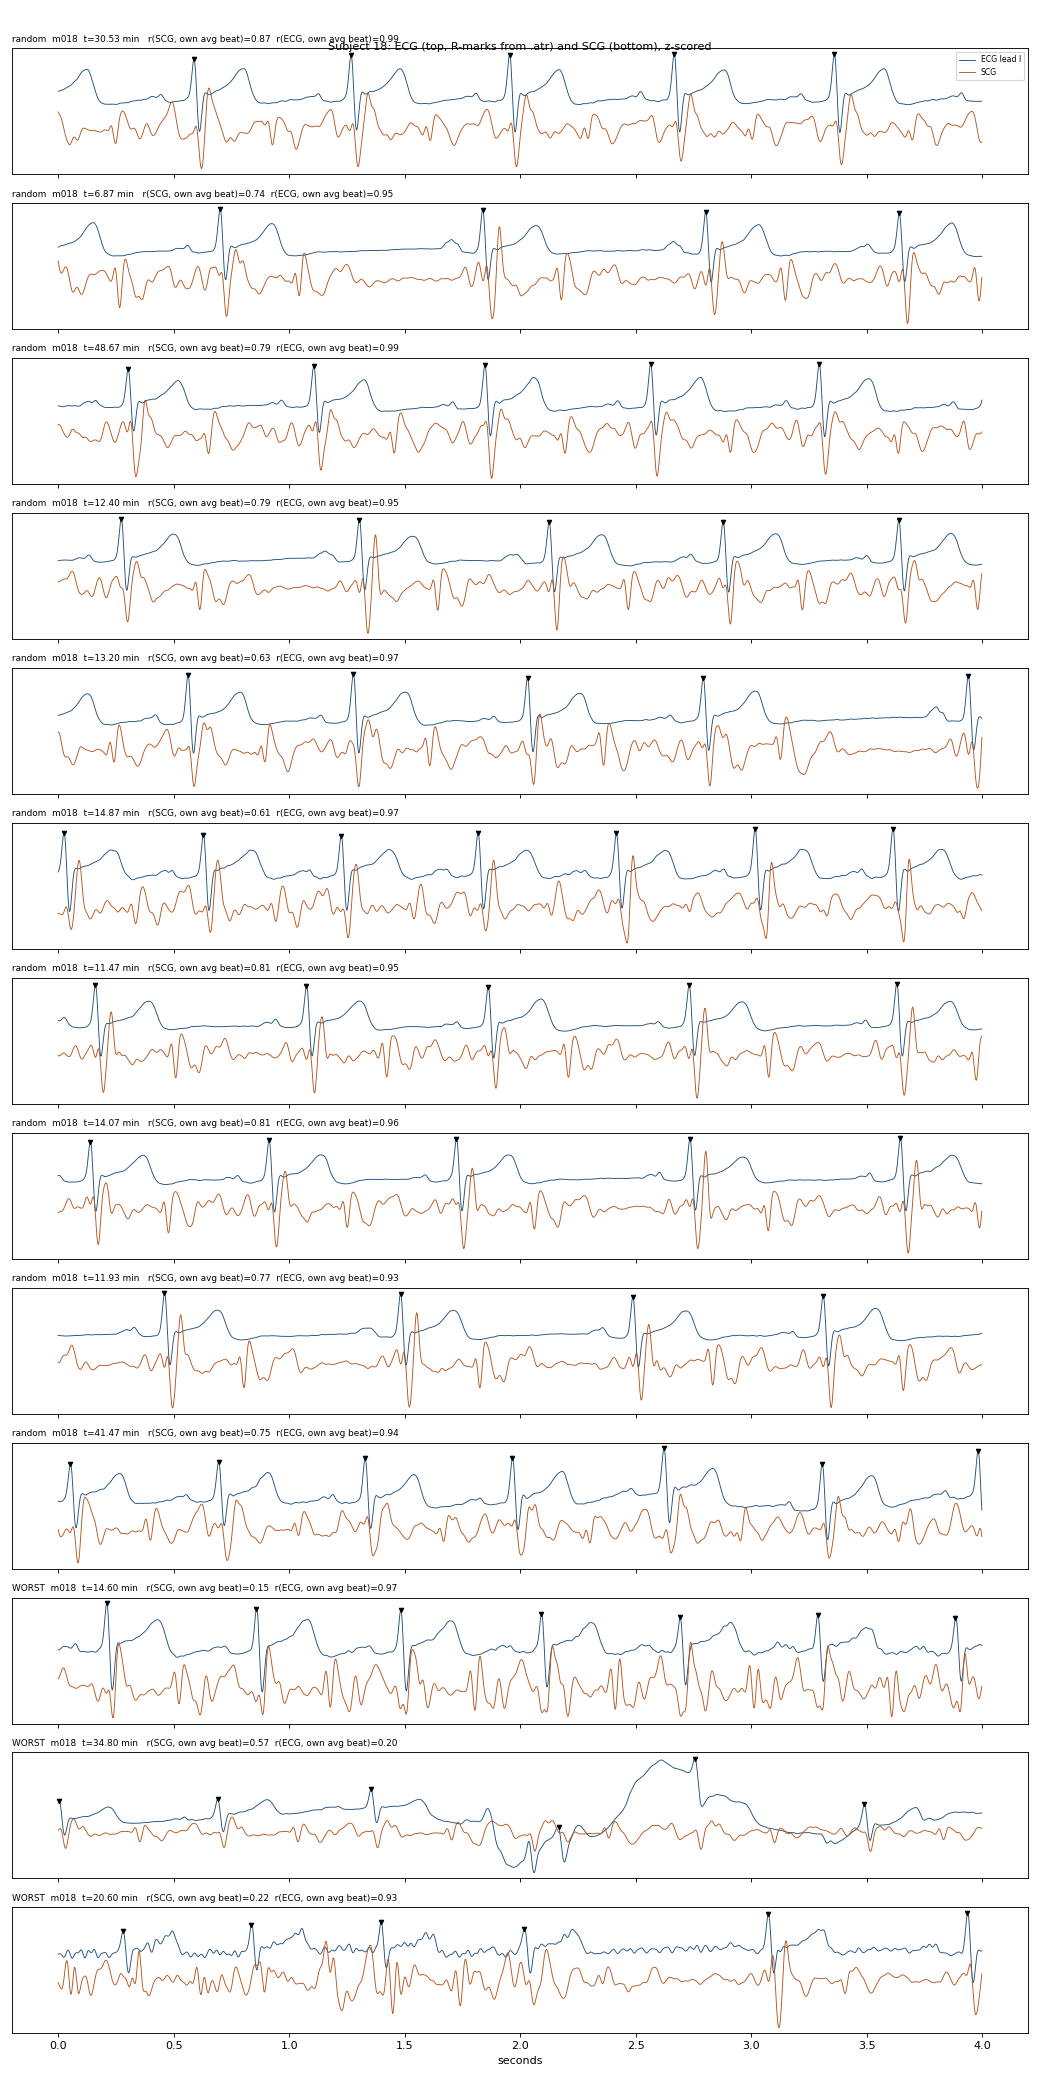 random  m018  t=30.53 min   r(SCG, own avg beat)=0.87  r(ECG, own avg beat)=0.99
Subject 18: ECG (top, R-marks from .atr) and SCG (bottom), z-scored
ECG lead I
SCG
random  m018  t=6.87 min   r(SCG, own avg beat)=0.74  r(ECG, own avg beat)=0.95
random  m018  t=48.67 min   r(SCG, own avg beat)=0.79  r(ECG, own avg beat)=0.99
random  m018  t=12.40 min   r(SCG, own avg beat)=0.79  r(ECG, own avg beat)=0.95
random  m018  t=13.20 min   r(SCG, own avg beat)=0.63  r(ECG, own avg beat)=0.97
random  m018  t=14.87 min   r(SCG, own avg beat)=0.61  r(ECG, own avg beat)=0.97
random  m018  t=11.47 min   r(SCG, own avg beat)=0.81  r(ECG, own avg beat)=0.95
random  m018  t=14.07 min   r(SCG, own avg beat)=0.81  r(ECG, own avg beat)=0.96
random  m018  t=11.93 min   r(SCG, own avg beat)=0.77  r(ECG, own avg beat)=0.93
random  m018  t=41.47 min   r(SCG, own avg beat)=0.75  r(ECG, own avg beat)=0.94
WORST  m018  t=14.60 min   r(SCG, own avg beat)=0.15  r(ECG, own avg beat)=0.97
WORST  m018  t=34.80 min   r(SCG, own avg beat)=0.57  r(ECG, own avg beat)=0.20
WORST  m018  t=20.60 min   r(SCG, own avg beat)=0.22  r(ECG, own avg beat)=0.93
0.0 0.5 1.0 1.5 2.0 2.5 3.0 3.5 4.0
seconds